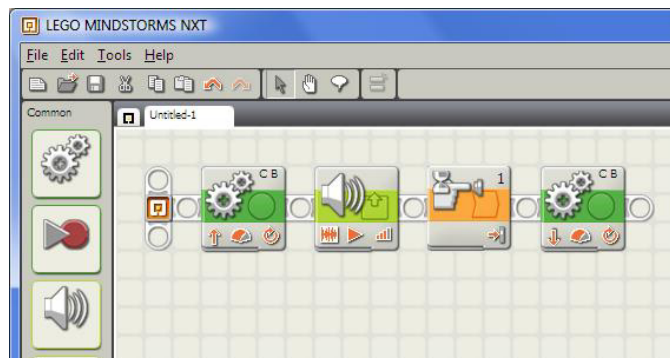 LEGO MINDSTORMS NXT
File Edit Tools Help
Common
Untitled-1
C B
1
C B